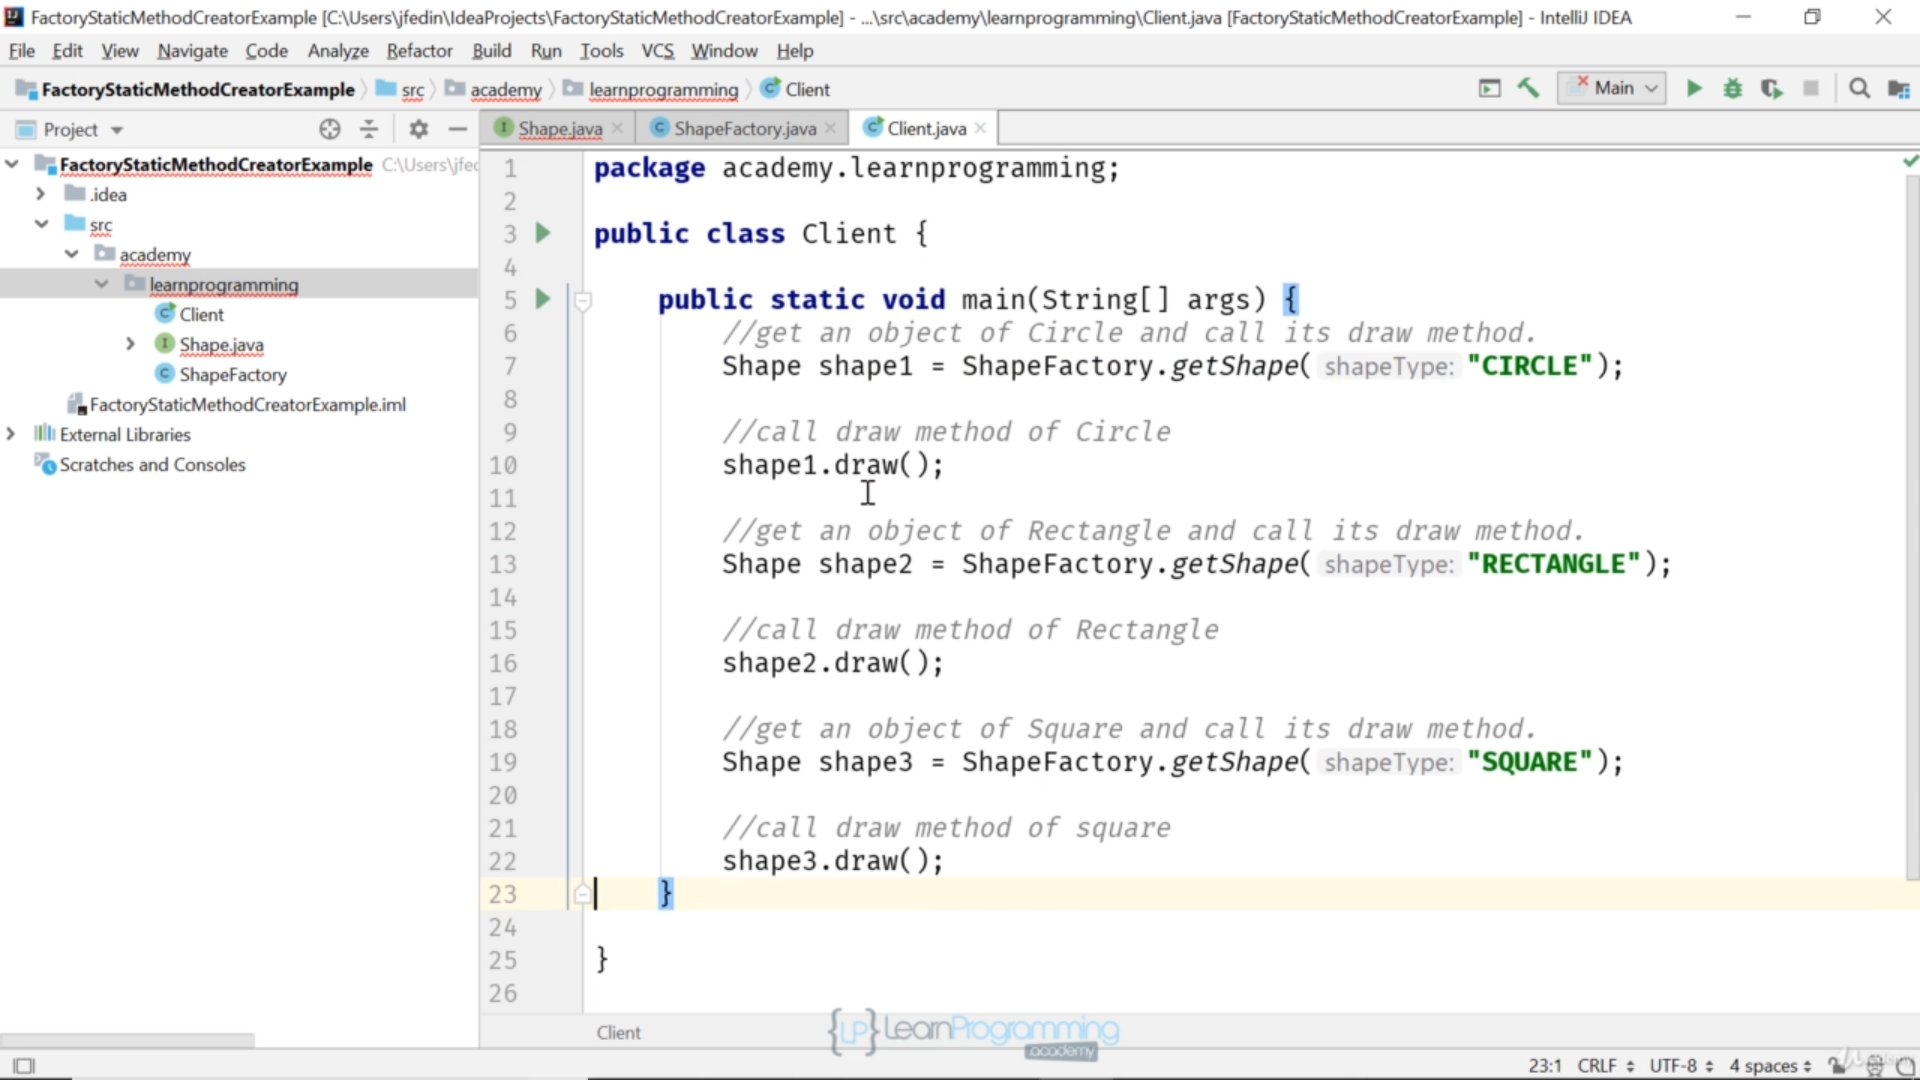 FactoryStaticMethodCreatorExample [C:\Users\jfedin\IdeaProjects\FactoryStaticMethodCreatorExample] - ...\src\academy\learnprogramming\Client.java [FactoryStaticMethodCreatorExample] - IntelliJ IDEA
File Edit View Navigate Code Analyze Refactor Build Run Tools VCS Window Help
FactoryStaticMethodCreatorExample src academy learnprogramming Client Main
Project Shape.java ShapeFactory.java Client.java
FactoryStaticMethodCreatorExample C:\Users\jfed
.idea
src
academy
learnprogramming
Client
Shape.java
ShapeFactory
FactoryStaticMethodCreatorExample.iml
External Libraries
Scratches and Consoles
1 package academy.learnprogramming;
2
3 public class Client {
4
5 public static void main(String[] args) {
6 //get an object of Circle and call its draw method.
7 Shape shape1 = ShapeFactory.getShape( shapeType: "CIRCLE");
8
9 //call draw method of Circle
10 shape1.draw();
11
12 //get an object of Rectangle and call its draw method.
13 Shape shape2 = ShapeFactory.getShape( shapeType: "RECTANGLE");
14
15 //call draw method of Rectangle
16 shape2.draw();
17
18 //get an object of Square and call its draw method.
19 Shape shape3 = ShapeFactory.getShape( shapeType: "SQUARE");
20
21 //call draw method of square
22 shape3.draw();
23 }
24
25 }
26
Client
{LP} LearnProgramming
academy
23:1 CRLF UTF-8 4 spaces